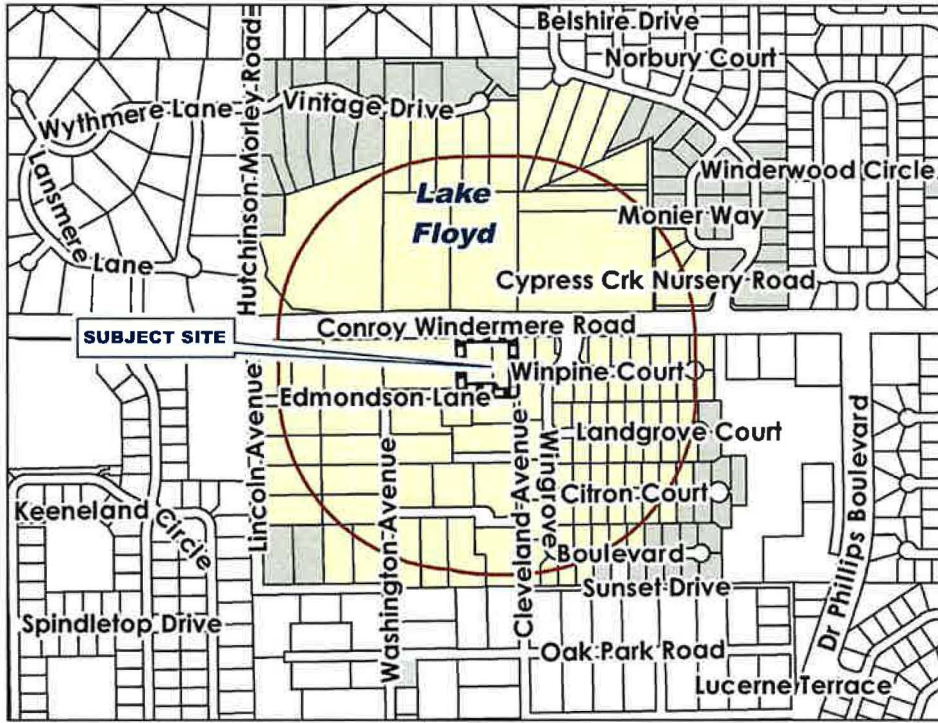 Belshire Drive
Norbury Court
Hutchinson-Morley Road
Wythmere Lane
Vintage Drive
Lansmere Lane
Winderwood Circle
Lake
Floyd
Monier Way
Cypress Crk Nursery Road
Conroy Windermere Road
SUBJECT SITE
Winpine Court
Edmondson Lane
Lincoln Avenue
Washington Avenue
Cleveland Avenue
Wingrove
Boulevard
Landgrove Court
Citron Court
Dr Phillips Boulevard
Keeneland Circle
Sunset Drive
Spindletop Drive
Oak Park Road
Lucerne Terrace